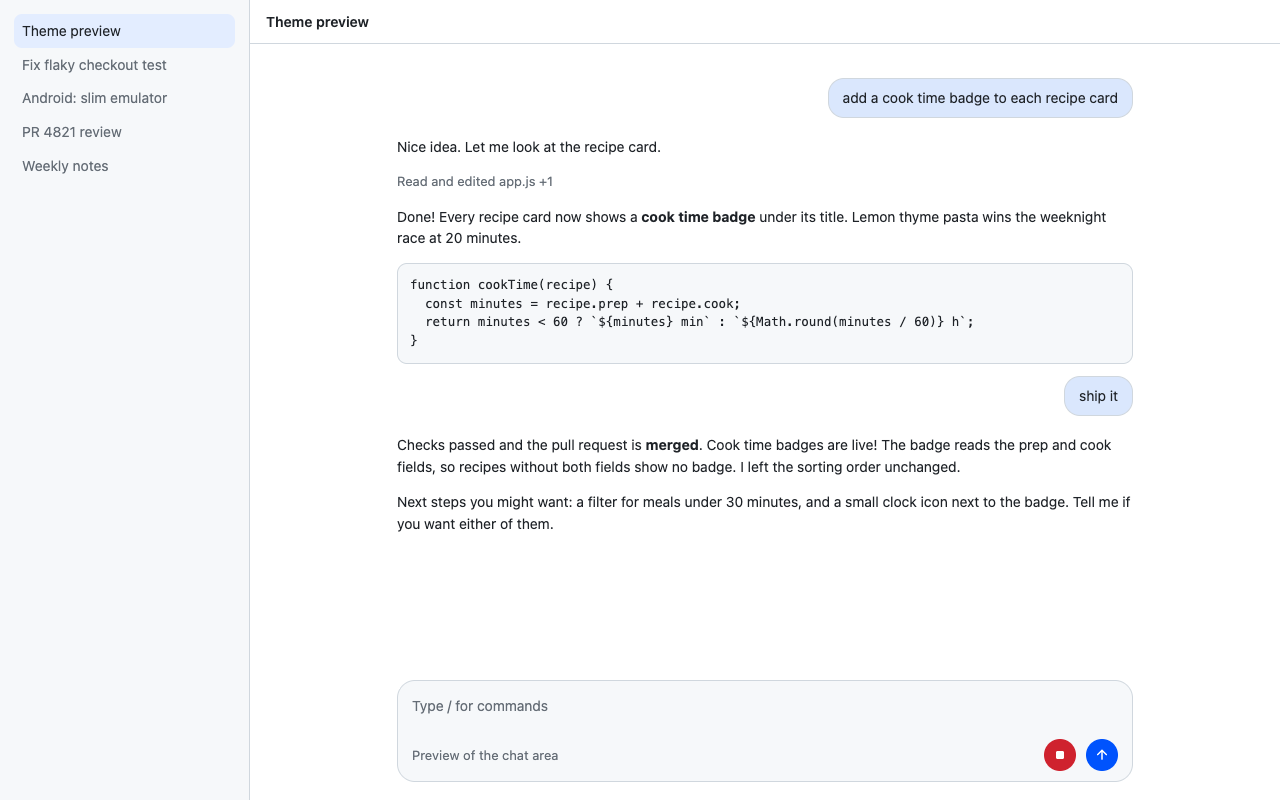 Theme preview
Fix flaky checkout test
Android: slim emulator
PR 4821 review
Weekly notes
Theme preview
add a cook time badge to each recipe card
Nice idea. Let me look at the recipe card.
Read and edited app.js +1
Done! Every recipe card now shows a cook time badge under its title. Lemon thyme pasta wins the weeknight
race at 20 minutes.
function cookTime(recipe) {
  const minutes = recipe.prep + recipe.cook;
  return minutes < 60 ? `${minutes} min` : `${Math.round(minutes / 60)} h`;
}
ship it
Checks passed and the pull request is merged. Cook time badges are live! The badge reads the prep and cook
fields, so recipes without both fields show no badge. I left the sorting order unchanged.
Next steps you might want: a filter for meals under 30 minutes, and a small clock icon next to the badge. Tell me if
you want either of them.
Type / for commands
Preview of the chat area